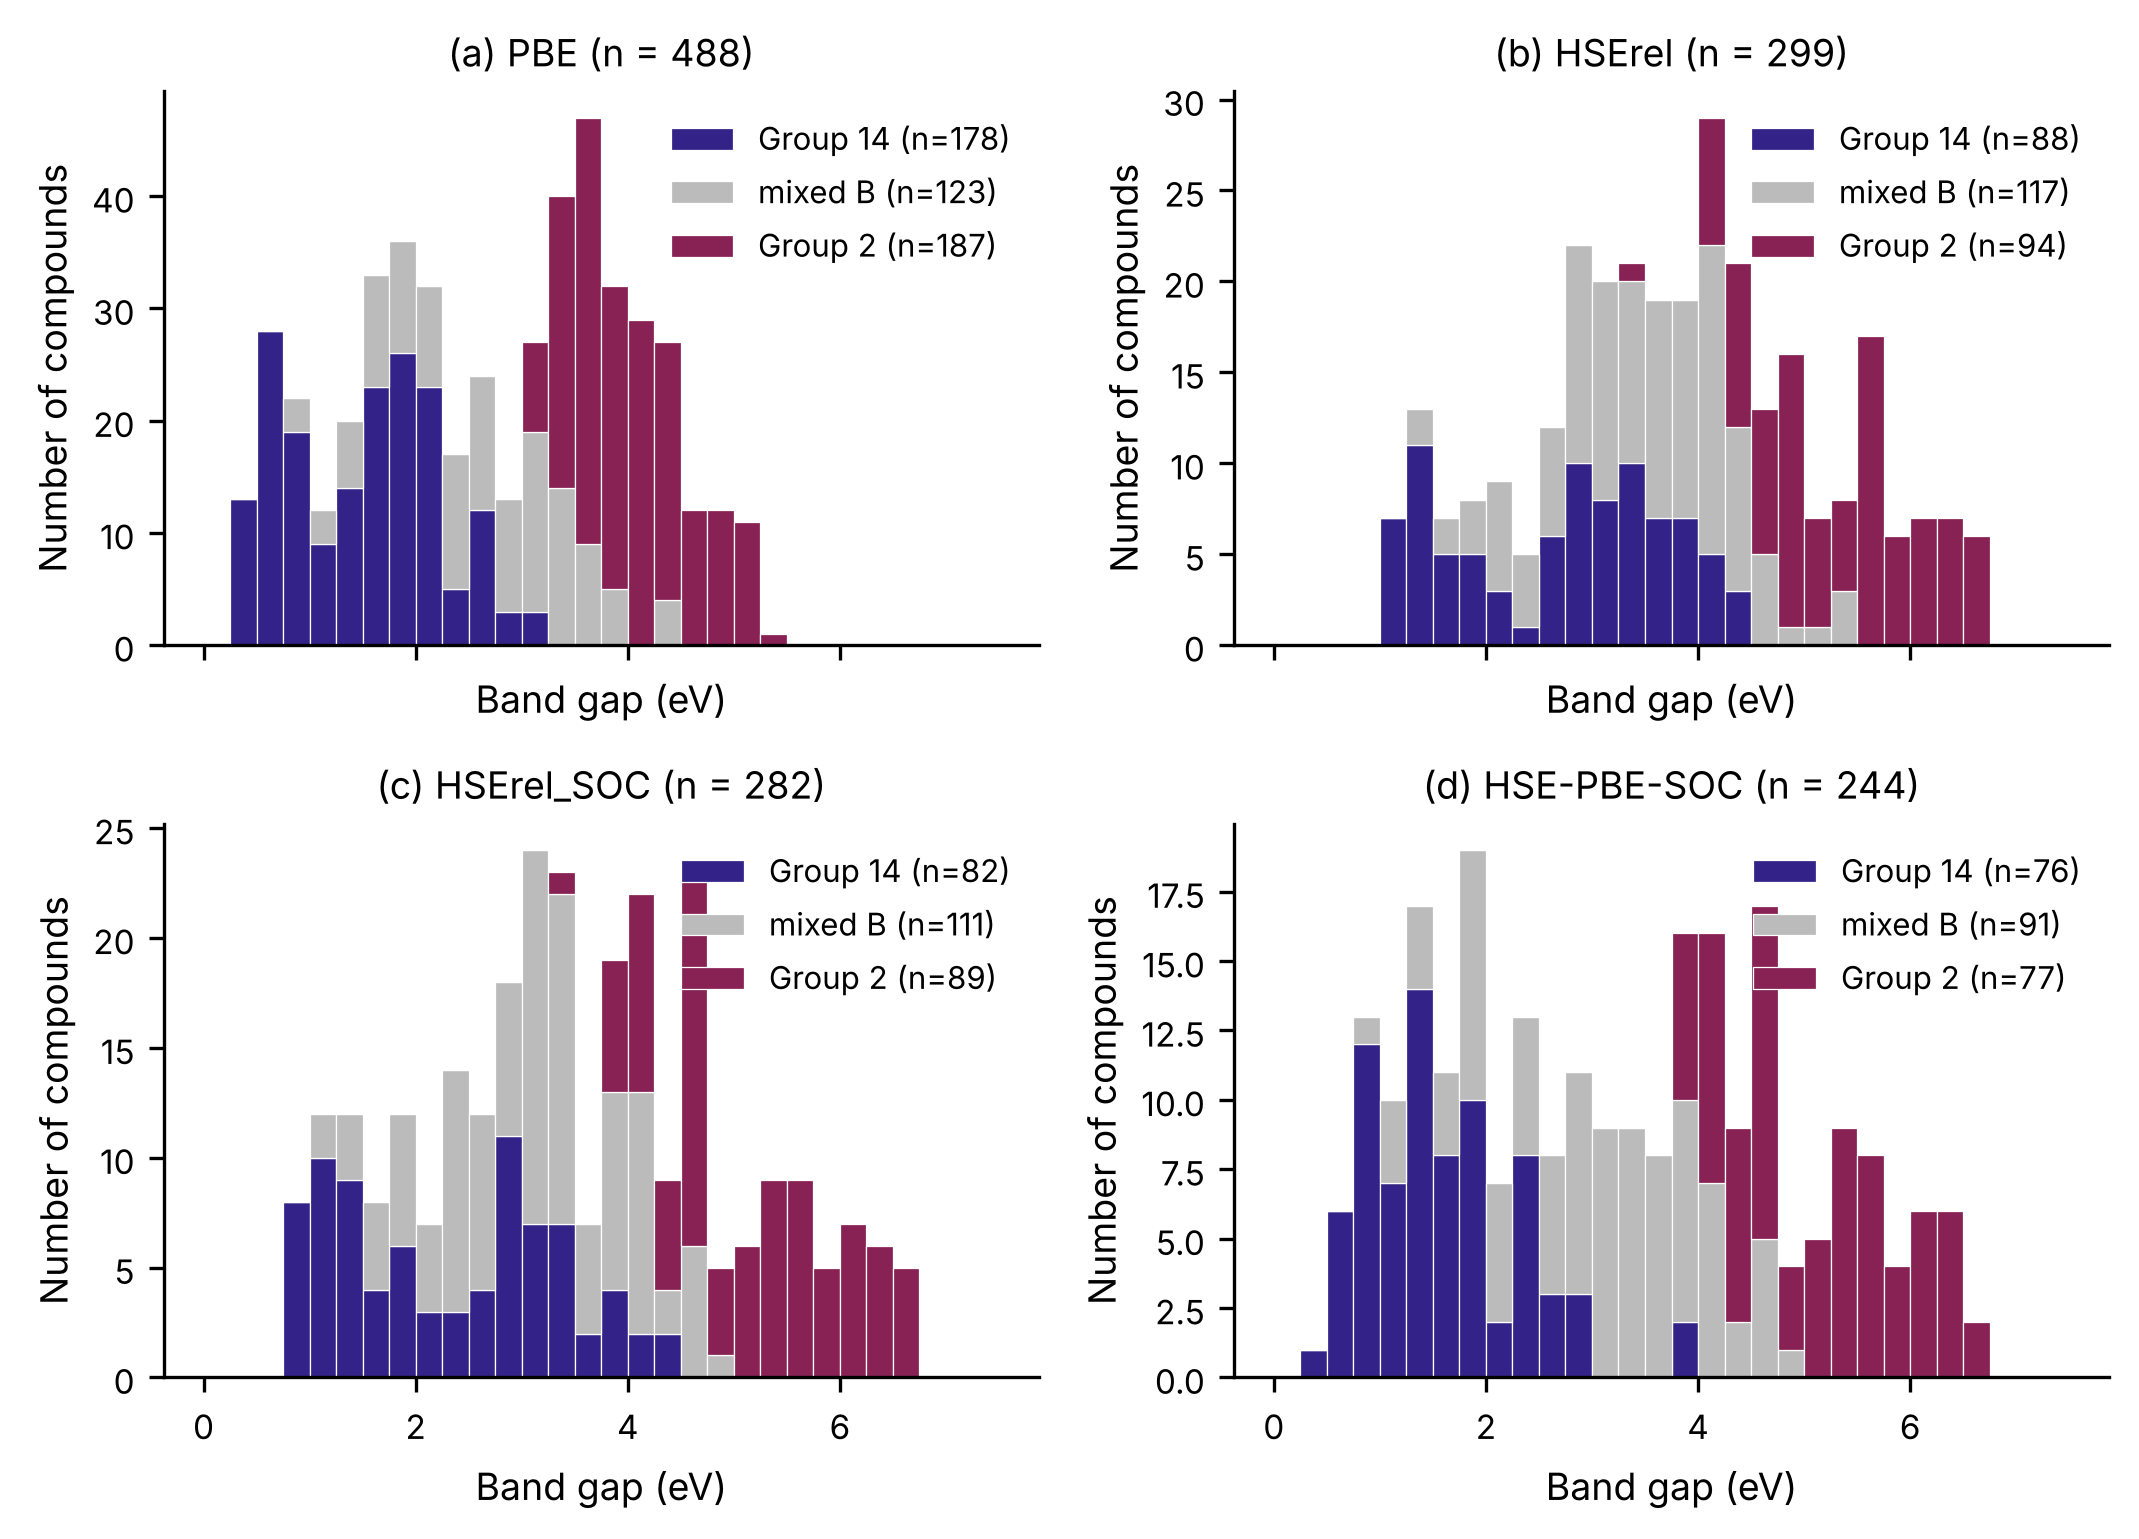 (a) PBE (n = 488)
Number of compounds
40
30
20
10
0
Group 14 (n=178)
mixed B (n=123)
Group 2 (n=187)
Band gap (eV)
(b) HSErel (n = 299)
Number of compounds
30
25
20
15
10
5
0
Group 14 (n=88)
mixed B (n=117)
Group 2 (n=94)
Band gap (eV)
(c) HSErel_SOC (n = 282)
Number of compounds
25
20
15
10
5
0
Group 14 (n=82)
mixed B (n=111)
Group 2 (n=89)
0 2 4 6
Band gap (eV)
(d) HSE-PBE-SOC (n = 244)
Number of compounds
17.5
15.0
12.5
10.0
7.5
5.0
2.5
0.0
Group 14 (n=76)
mixed B (n=91)
Group 2 (n=77)
0 2 4 6
Band gap (eV)